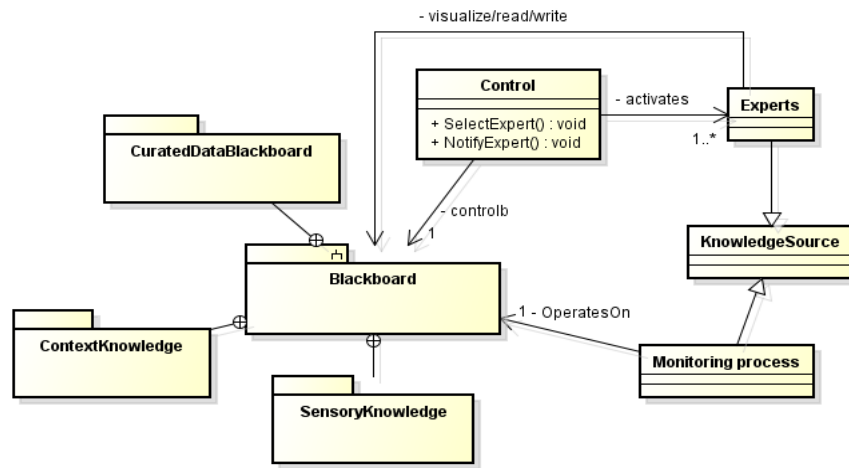 - visualize/read/write
Control
+ SelectExpert() : void
+ NotifyExpert() : void
- activates
1..*
Experts
CuratedDataBlackboard
- controlb
1
KnowledgeSource
Blackboard
1 - OperatesOn
ContextKnowledge
Monitoring process
SensoryKnowledge